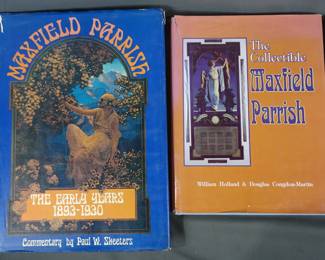 MAXFIELD PARRISH
THE EARLY YEARS
1893-1930
Commentary by Paul W. Skeeters
The
Collectible
Maxfield
Parrish
William Holland & Douglas Congdon-Martin